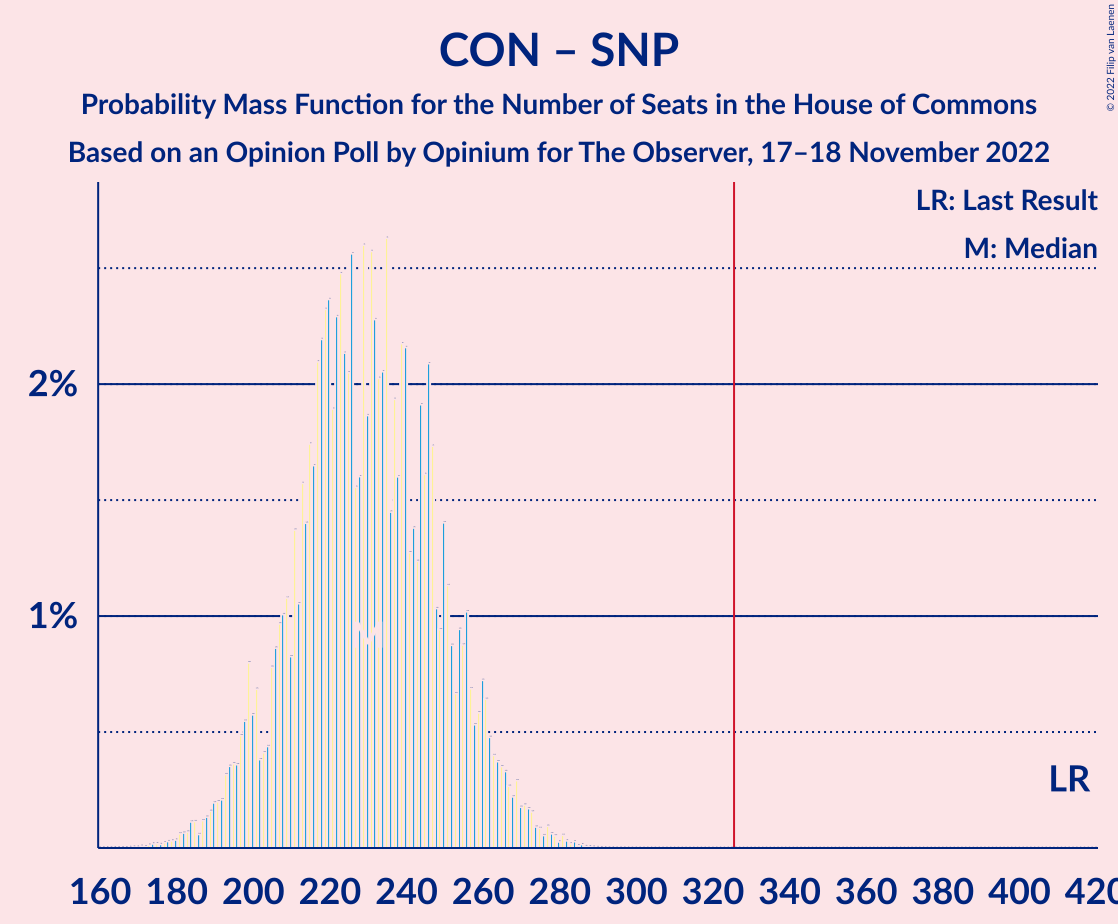 CON – SNP
Probability Mass Function for the Number of Seats in the House of Commons
Based on an Opinion Poll by Opinium for The Observer, 17–18 November 2022
© 2022 Filip van Laenen
LR: Last Result
M: Median
2%
1%
LR
160 180 200 220 240 260 280 300 320 340 360 380 400 420